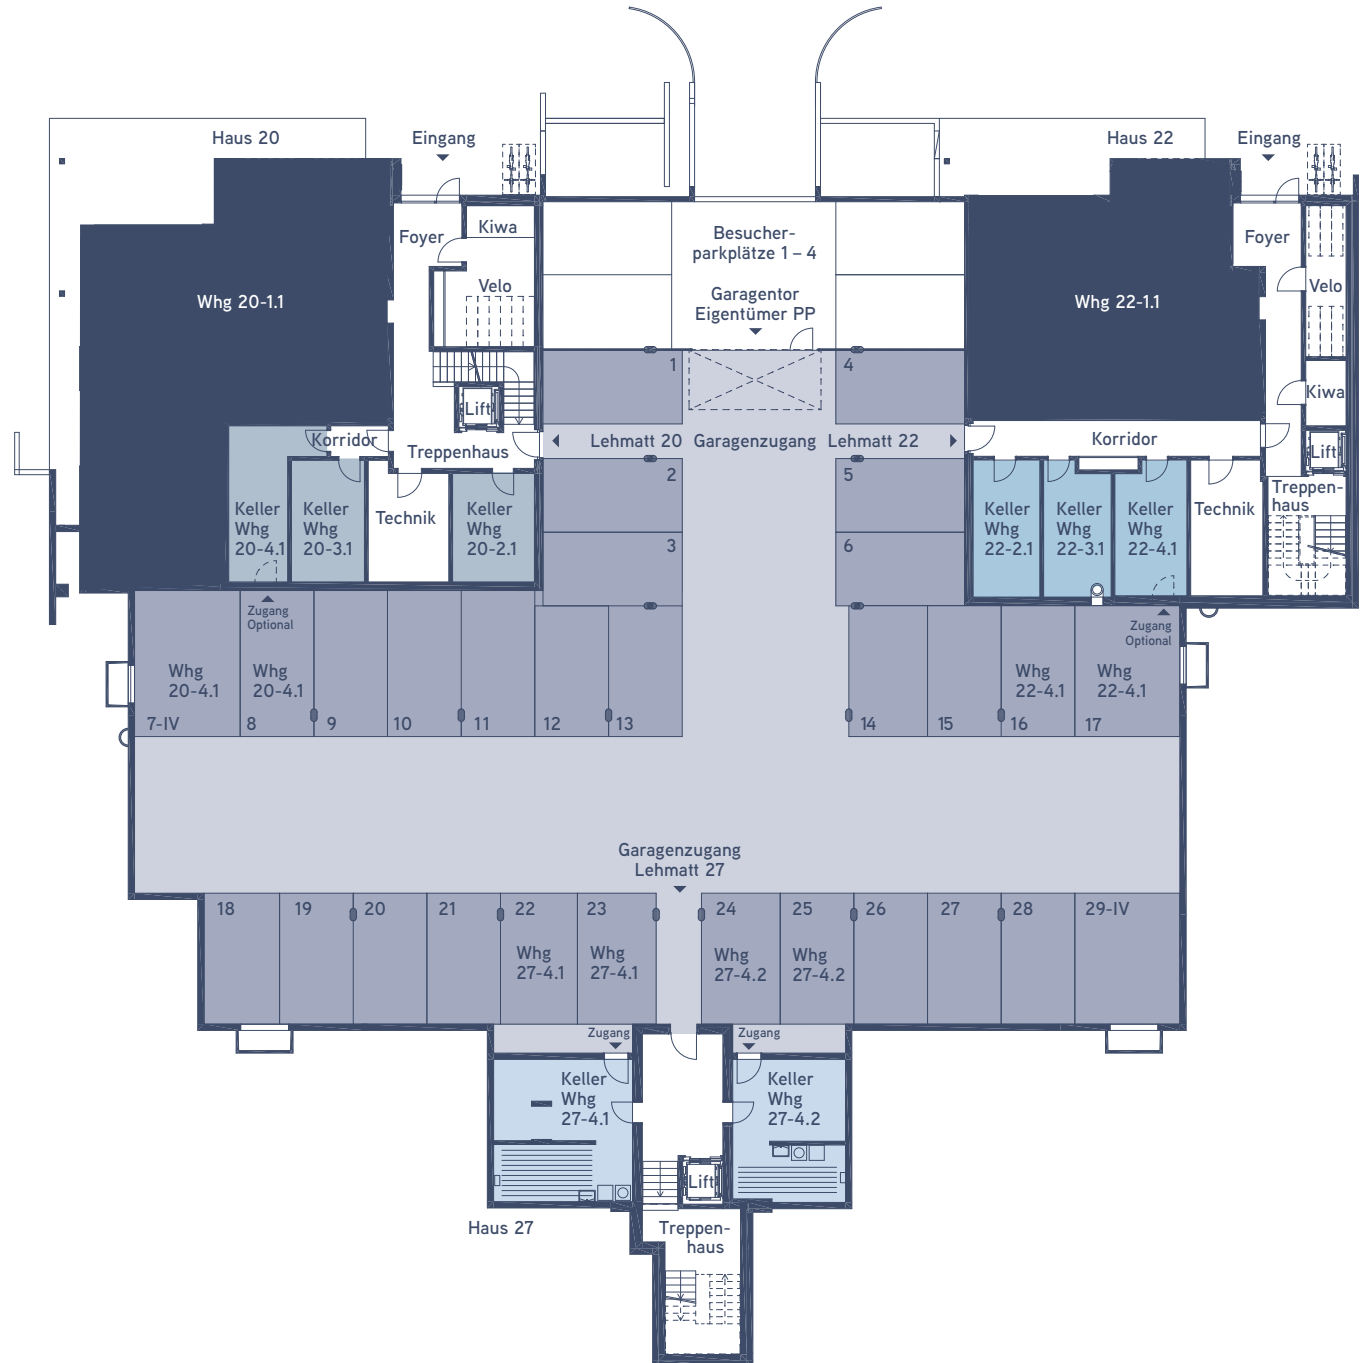 Haus 20
Eingang
Haus 22
Eingang
Kiwa
Foyer
Velo
Whg 20-1.1
Besucher-
parkplätze 1 – 4
Garagentor
Eigentümer PP
Whg 22-1.1
Foyer
Velo
Kiwa
1
4
Lift
Korridor
Treppenhaus
Lehmatt 20
Garagenzugang
Lehmatt 22
Korridor
Lift
2
5
Keller
Whg
20-4.1
Keller
Whg
20-3.1
Technik
Keller
Whg
20-2.1
3
6
Keller
Whg
22-2.1
Keller
Whg
22-3.1
Keller
Whg
22-4.1
Technik
Treppen-
haus
Zugang
Optional
Zugang
Optional
Whg
20-4.1
7-IV
Whg
20-4.1
8
9
10
11
12
13
14
15
Whg
22-4.1
16
Whg
22-4.1
17
Garagenzugang
Lehmatt 27
18
19
20
21
22
Whg
27-4.1
23
Whg
27-4.1
24
Whg
27-4.2
25
Whg
27-4.2
26
27
28
29-IV
Zugang
Zugang
Keller
Whg
27-4.1
Keller
Whg
27-4.2
Lift
Haus 27
Treppen-
haus